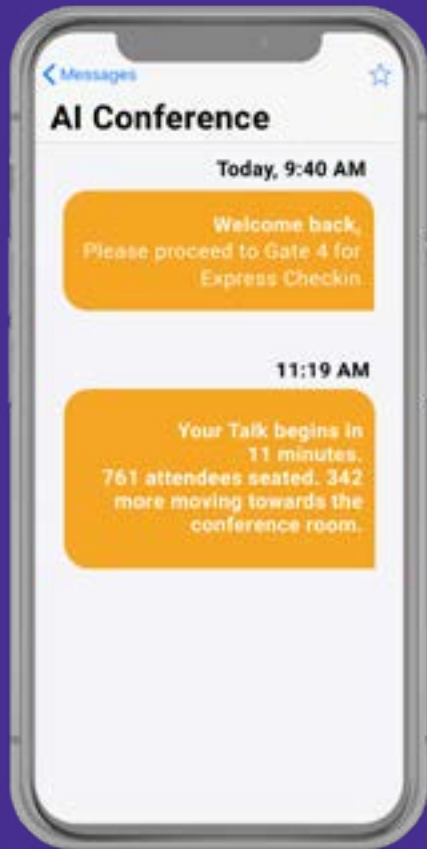 Messages
AI Conference
Today, 9:40 AM
Welcome back,
Please proceed to Gate 4 for
Express Checkin
11:19 AM
Your Talk begins in
11 minutes.
761 attendees seated. 342
more moving towards the
conference room.